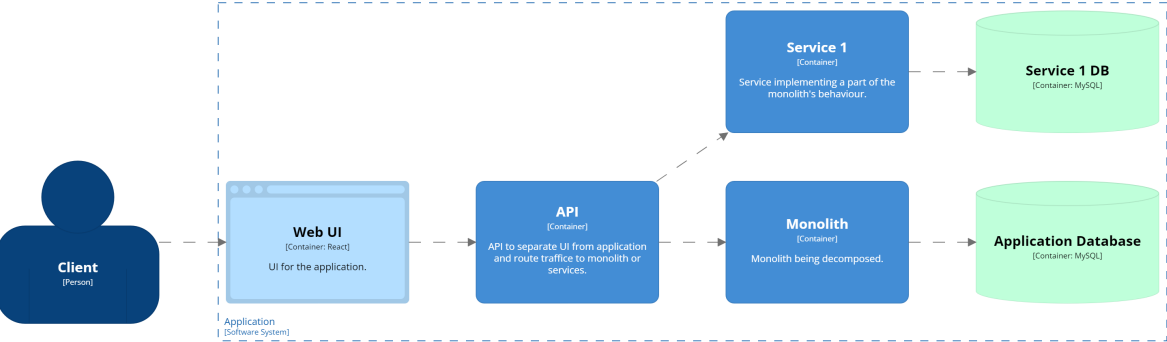 Service 1
[Container]
Service implementing a part of the
monolith's behaviour.
Service 1 DB
[Container: MySQL]
Client
[Person]
Web UI
[Container: React]
UI for the application.
API
[Container]
API to separate UI from application
and route traffice to monolith or
services.
Monolith
[Container]
Monolith being decomposed.
Application Database
[Container: MySQL]
Application
[Software System]